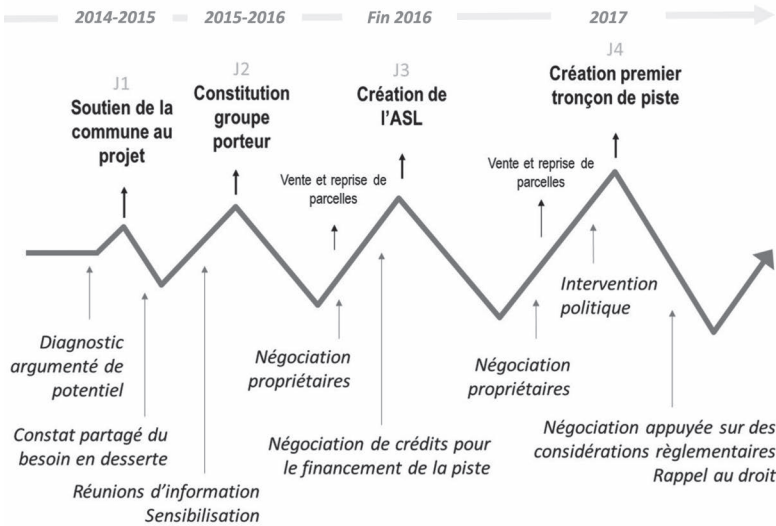 2014-2015
2015-2016
Fin 2016
2017
J1
Soutien de la
commune au
projet
J2
Constitution
groupe
porteur
J3
Création de
l'ASL
J4
Création premier
tronçon de piste
Vente et reprise de
parcelles
Vente et reprise de
parcelles
Diagnostic
argumenté de
potentiel
Constat partagé du
besoin en desserte
Réunions d'information
Sensibilisation
Négociation
propriétaires
Négociation de crédits pour
le financement de la piste
Négociation
propriétaires
Intervention
politique
Négociation appuyée sur des
considérations règlementaires
Rappel au droit